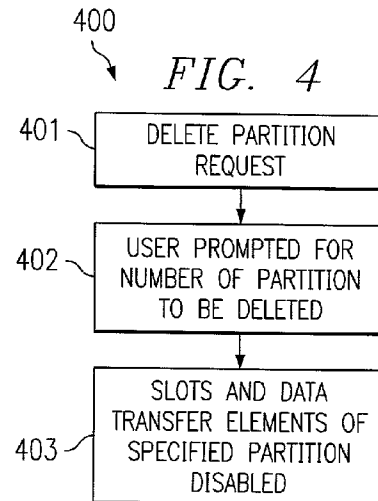 400
FIG. 4
401
DELETE PARTITION
REQUEST
402
USER PROMPTED FOR
NUMBER OF PARTITION
TO BE DELETED
403
SLOTS AND DATA
TRANSFER ELEMENTS OF
SPECIFIED PARTITION
DISABLED